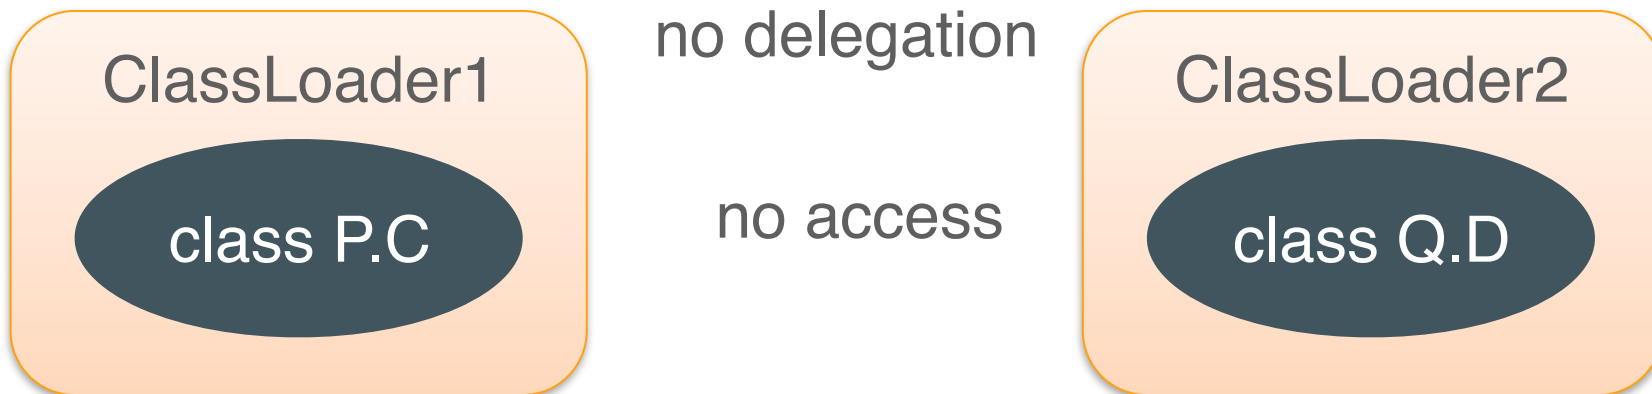 no delegation
ClassLoader1
ClassLoader2
no access
class P.C
class Q.D